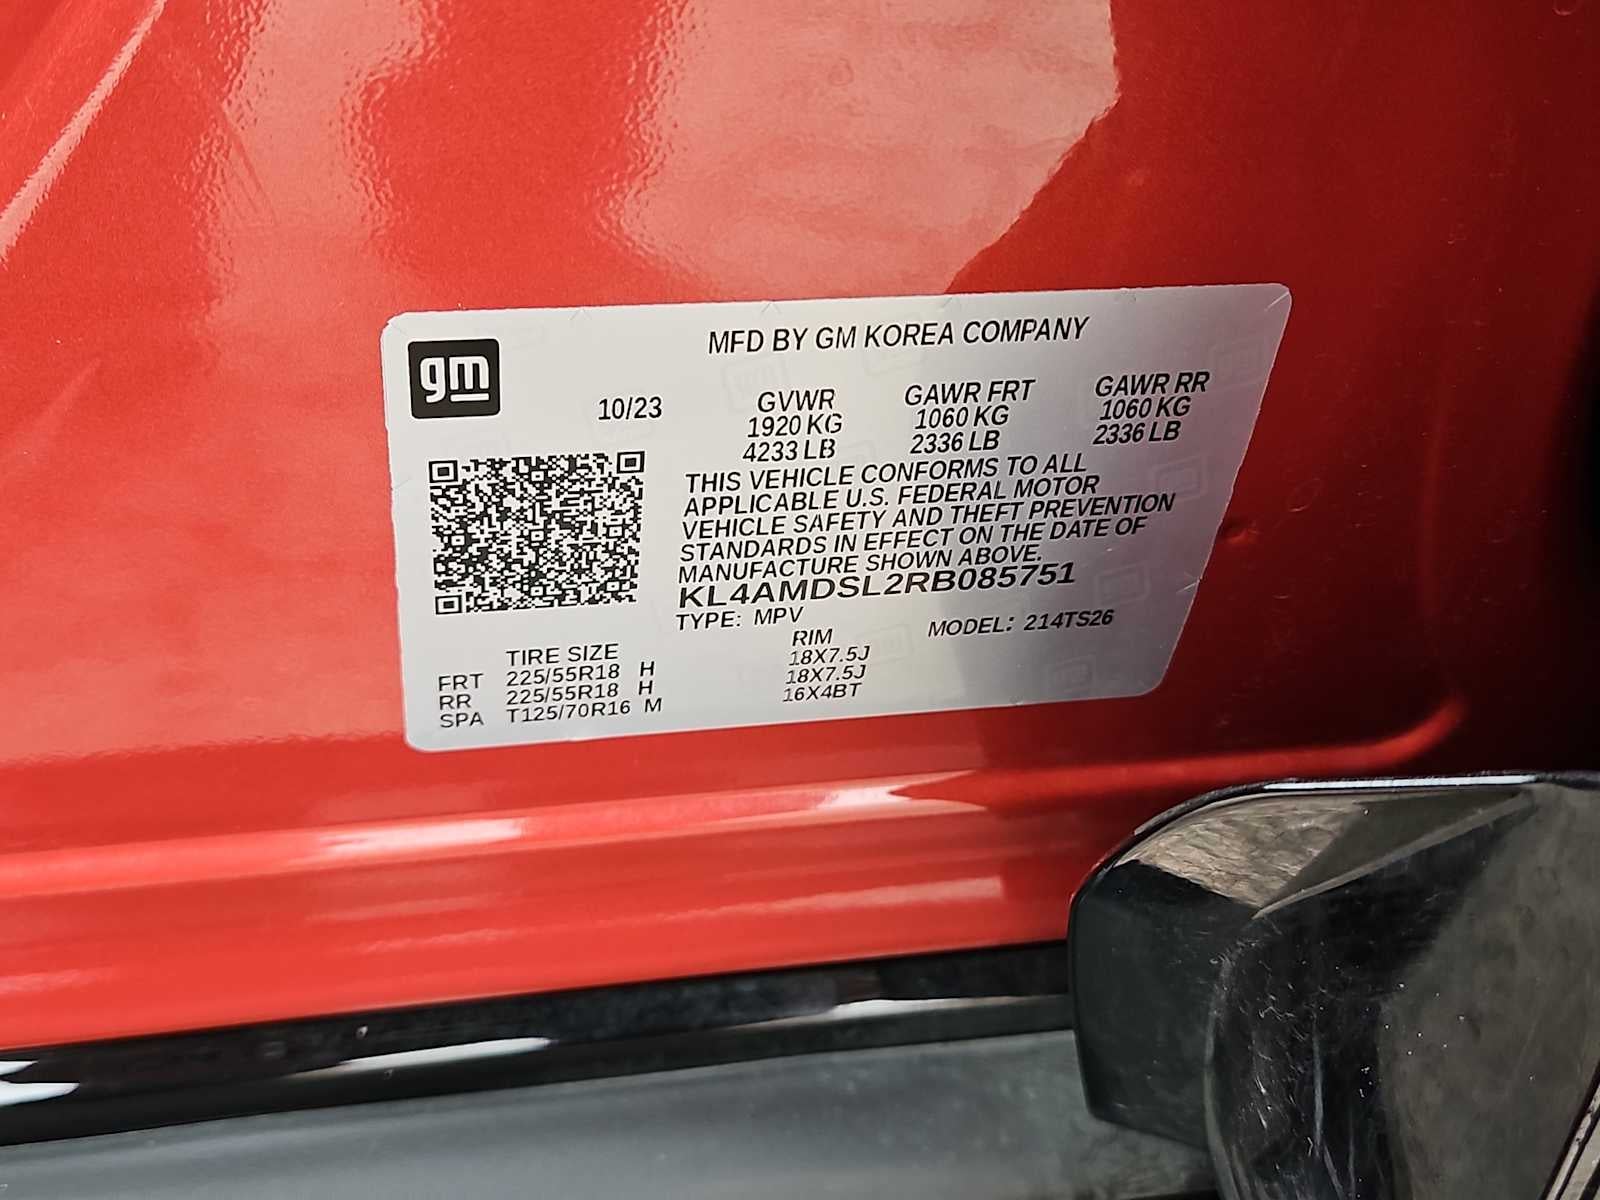 gm
MFD BY GM KOREA COMPANY
10/23
GVWR GAWR FRT GAWR RR
1920 KG 1060 KG 1060 KG
4233 LB 2336 LB 2336 LB
THIS VEHICLE CONFORMS TO ALL
APPLICABLE U.S. FEDERAL MOTOR
VEHICLE SAFETY AND THEFT PREVENTION
STANDARDS IN EFFECT ON THE DATE OF
MANUFACTURE SHOWN ABOVE.
KL4AMDSL2RB085751
TYPE: MPV MODEL: 214TS26
TIRE SIZE RIM
FRT 225/55R18 H 18X7.5J
RR 225/55R18 H 18X7.5J
SPA T125/70R16 M 16X4BT